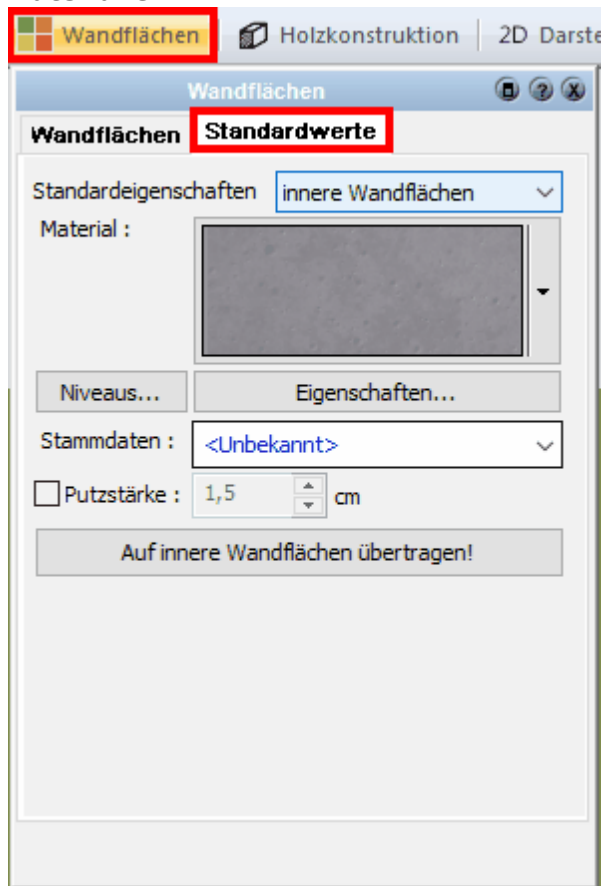 Wandflächen Holzkonstruktion 2D Darste
Wandflächen
Wandflächen Standardwerte
Standardeigenschaften innere Wandflächen
Material :
Niveaus... Eigenschaften...
Stammdaten : <Unbekannt>
Putzstärke : 1,5 cm
Auf innere Wandflächen übertragen!